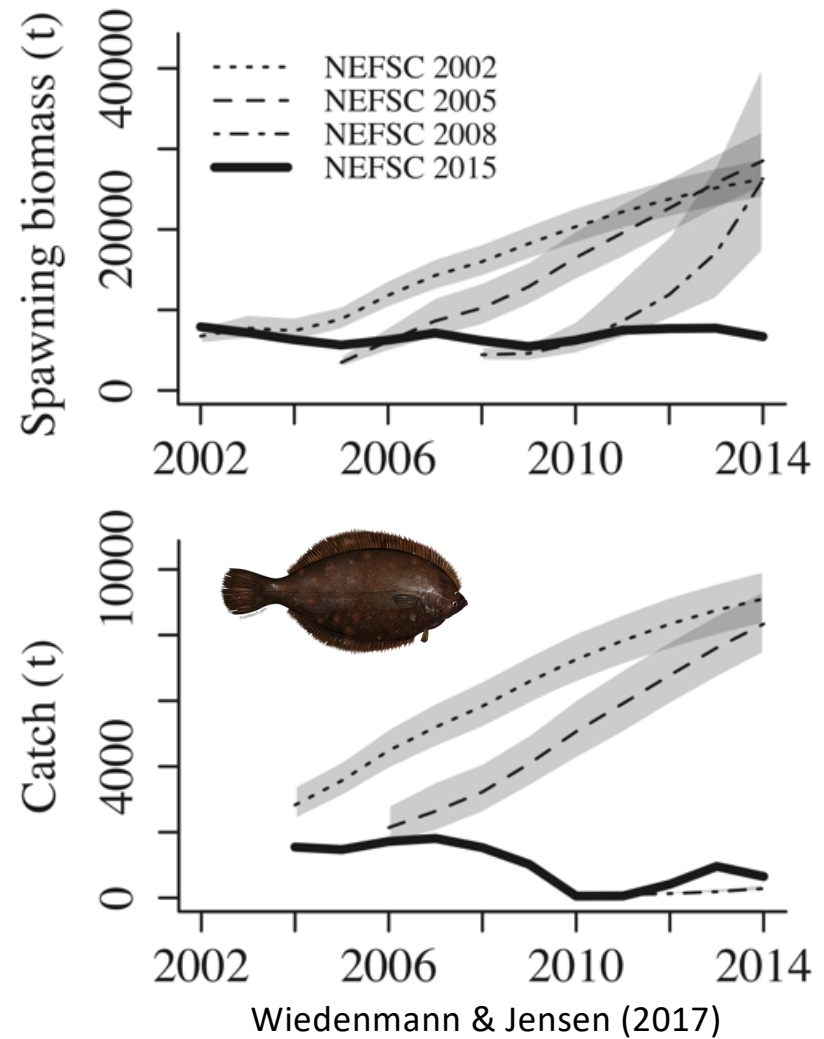 Spawning biomass (t)
40000
20000
0
NEFSC 2002
NEFSC 2005
NEFSC 2008
NEFSC 2015
2002 2006 2010 2014
Catch (t)
10000
4000
0
2002 2006 2010 2014
Wiedenmann & Jensen (2017)